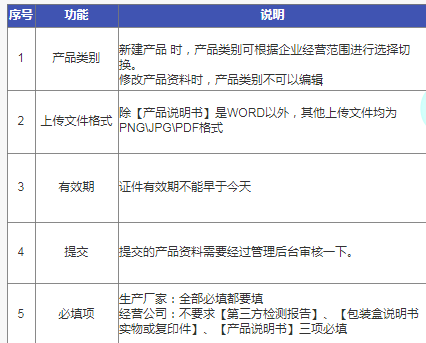 序号 功能 说明
1 产品类别 新建产品 时，产品类别可根据企业经营范围进行选择切
换。
修改产品资料时，产品类别不可以编辑
2 上传文件格式 除【产品说明书】是WORD以外，其他上传文件均为
PNG\JPG\PDF格式
3 有效期 证件有效期不能早于今天
4 提交 提交的产品资料需要经过管理后台审核一下。
5 必填项 生产厂家：全部必填都要填
经营公司：不要求【第三方检测报告】、【包装盒说明书
实物或复印件】、【产品说明书】三项必填